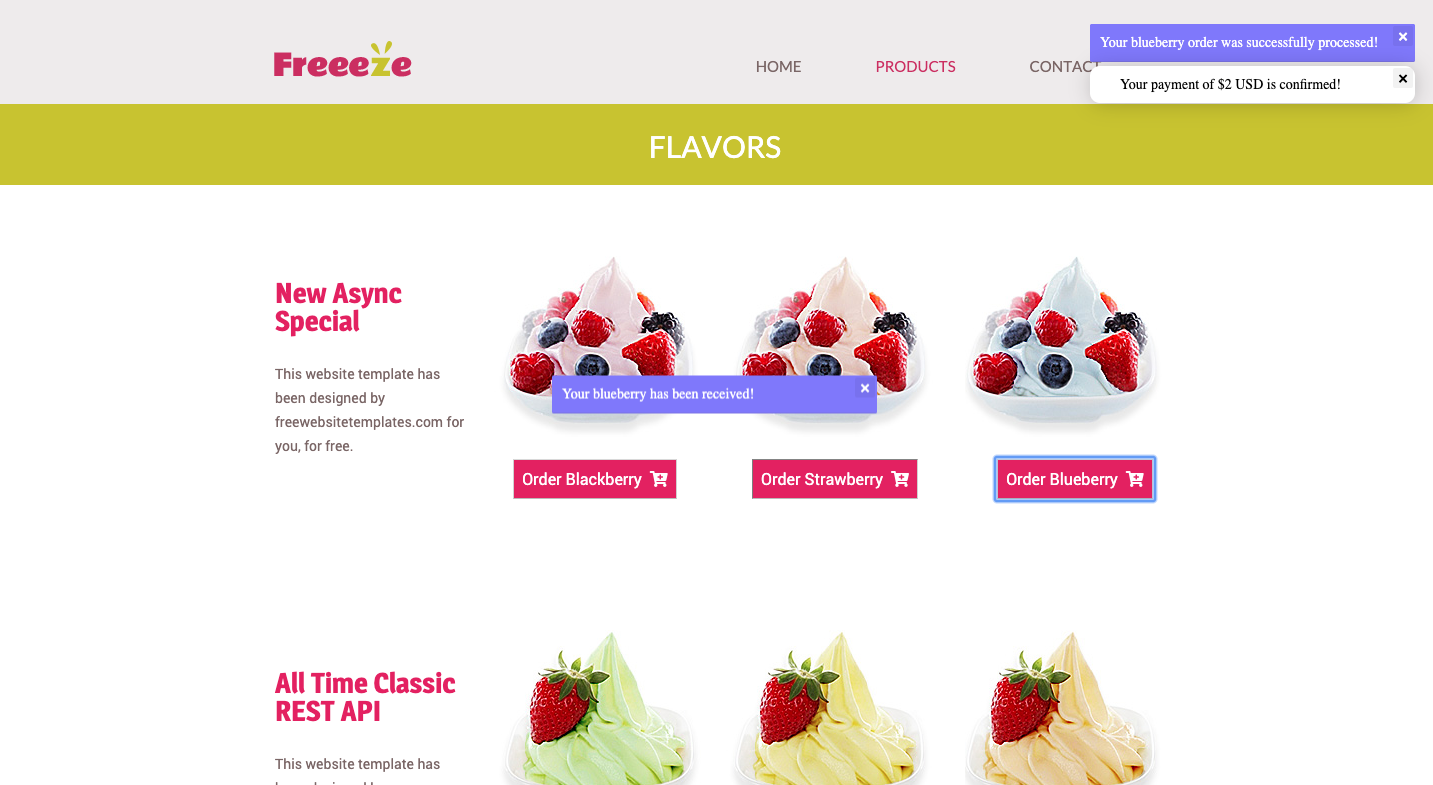 Freeeze
HOME
PRODUCTS
CONTACT
Your blueberry order was successfully processed!
Your payment of $2 USD is confirmed!
FLAVORS
New Async
Special
This website template has
been designed by
freewebsitetemplates.com for
you, for free.
Your blueberry has been received!
Order Blackberry
Order Strawberry
Order Blueberry
All Time Classic
REST API
This website template has